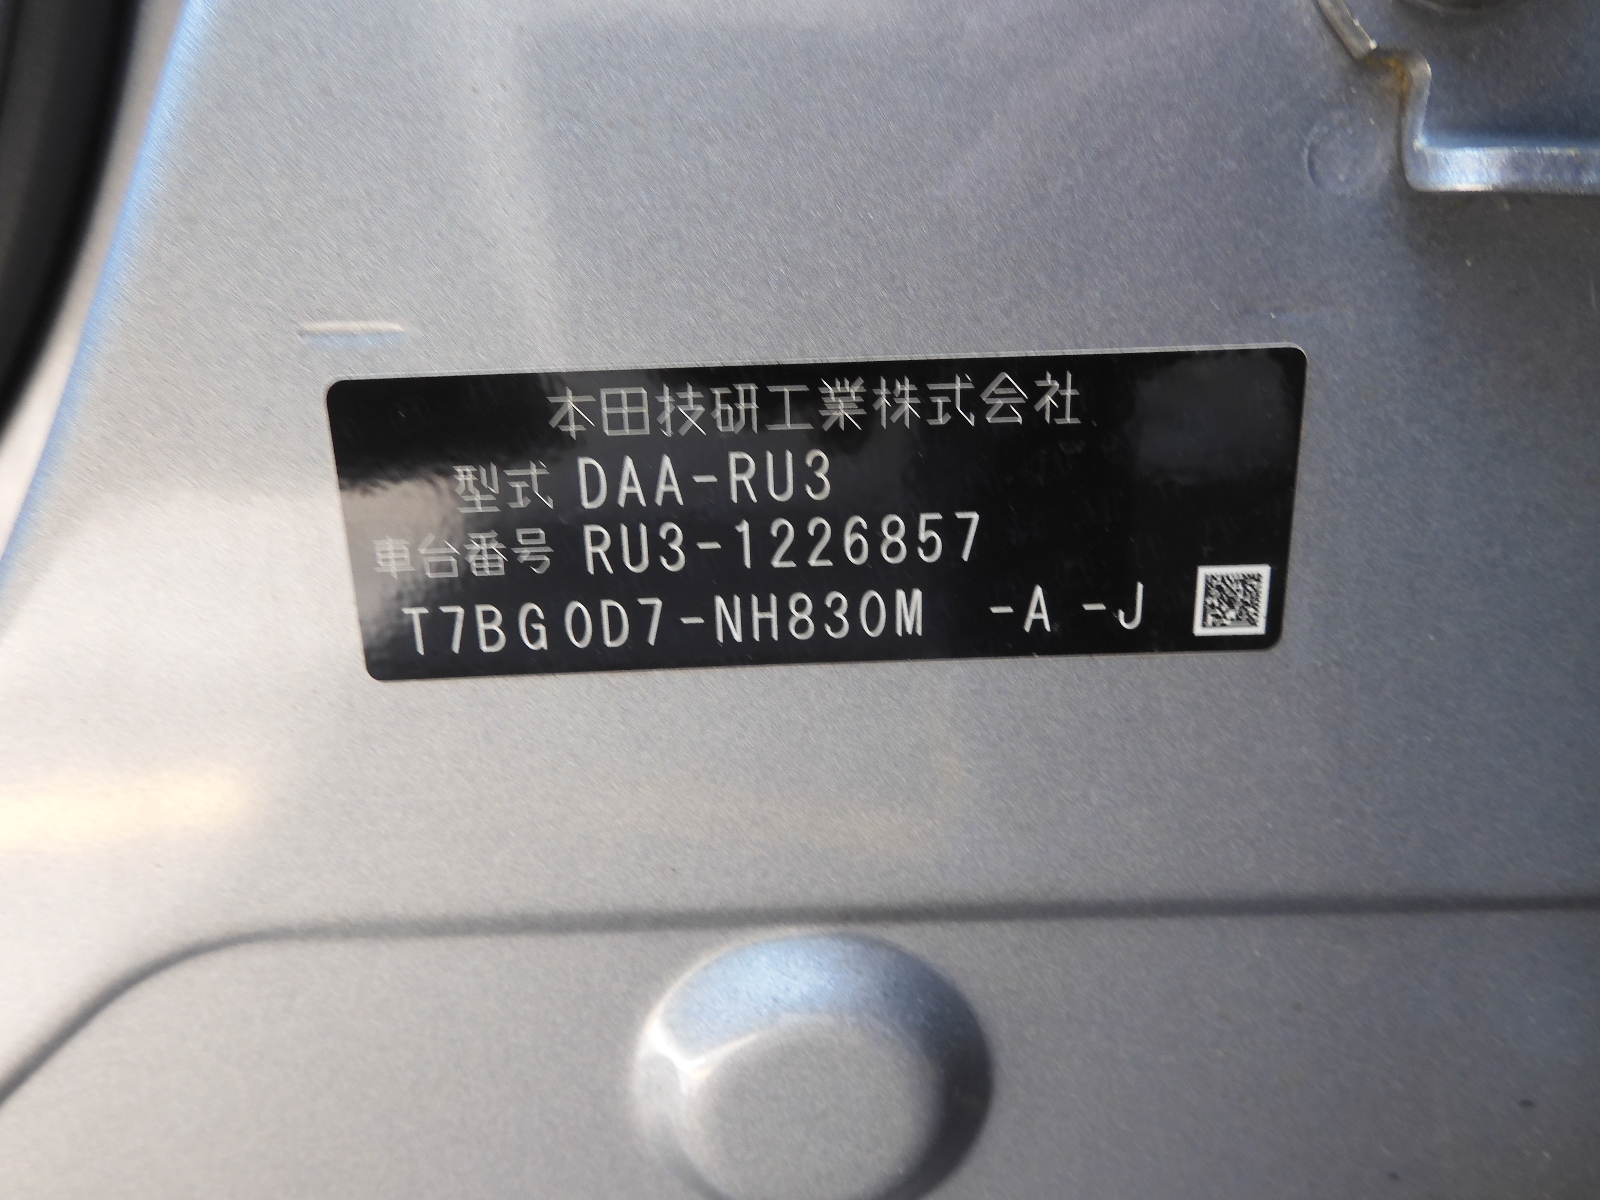 本田技研工業株式会社
型式 DAA-RU3
車台番号 RU3-1226857
T7BG0D7-NH830M -A -J